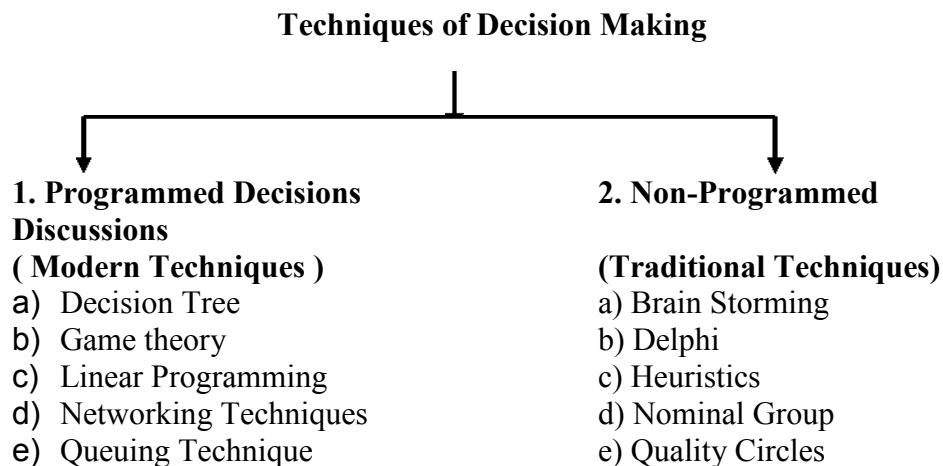 Techniques of Decision Making
1. Programmed Decisions
Discussions
( Modern Techniques )
a) Decision Tree
b) Game theory
c) Linear Programming
d) Networking Techniques
e) Queuing Technique
2. Non-Programmed
(Traditional Techniques)
a) Brain Storming
b) Delphi
c) Heuristics
d) Nominal Group
e) Quality Circles